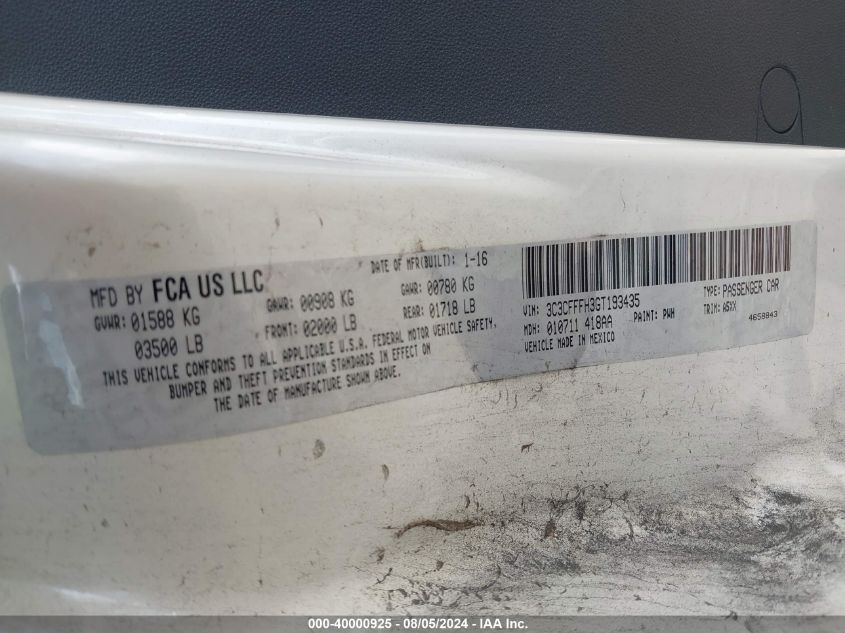 DATE OF MFR(BUILT): 1-16
MFD BY FCA US LLC
GAWR: 00908 KG
GAWR: 00780 KG
GVWR: 01588 KG
FRONT: 02000 LB
REAR: 01718 LB
03500 LB
THIS VEHICLE CONFORMS TO ALL APPLICABLE U.S.A. FEDERAL MOTOR VEHICLE SAFETY,
BUMPER AND THEFT PREVENTION STANDARDS IN EFFECT ON
THE DATE OF MANUFACTURE SHOWN ABOVE.
VIN: 3C3CFFFH3GT193435
TYPE: PASSENGER CAR
MDH: 010711 418AA
PAINT: PWH
TRIM: A6XX
VEHICLE MADE IN MEXICO
4658843
000-40000925 - 08/05/2024 - IAA Inc.